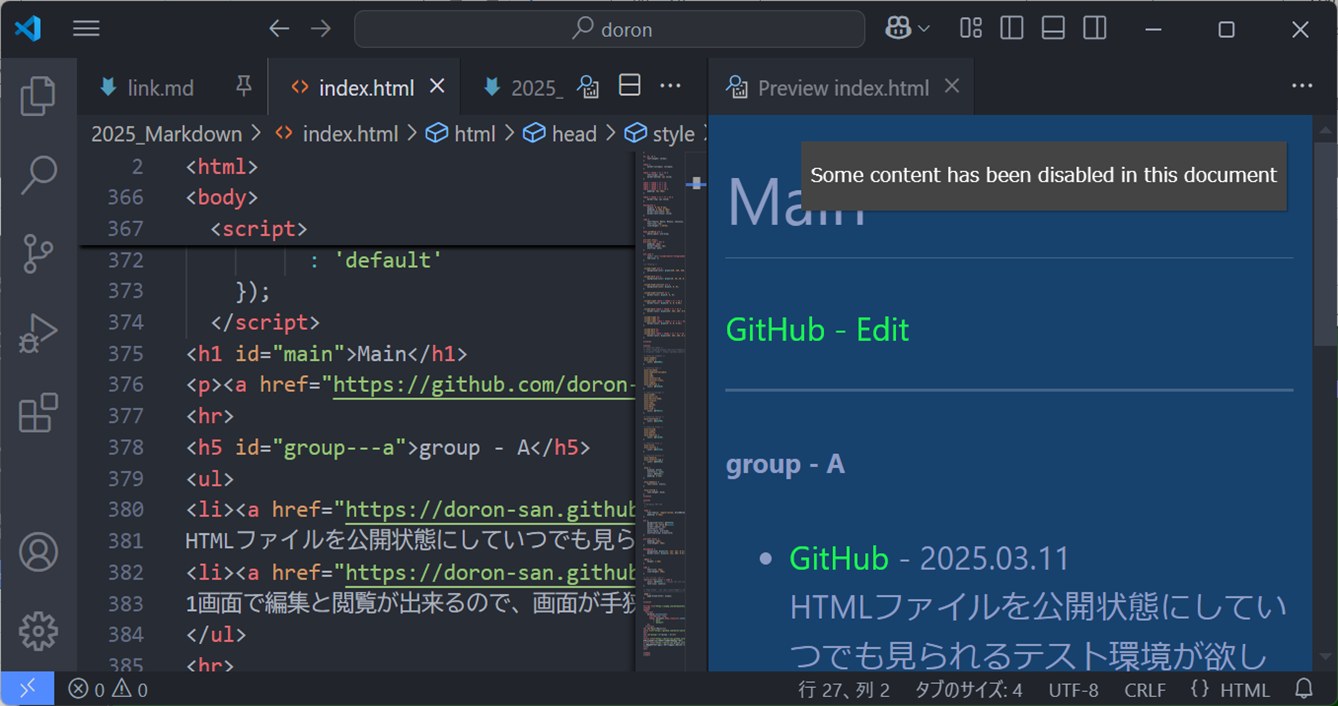 doron
link.md
index.html
2025_
Preview index.html
2025_Markdown > <> index.html > html > head > style
2 <html>
366 <body>
367 <script>
372 : 'default'
373 });
374 </script>
375 <h1 id="main">Main</h1>
376 <p><a href="https://github.com/doron-
377 <hr>
378 <h5 id="group---a">group - A</h5>
379 <ul>
380 <li><a href="https://doron-san.github
381 HTMLファイルを公開状態にしていつでも見ら
382 <li><a href="https://doron-san.github
383 1画面で編集と閲覧が出来るので、画面が手狭
384 </ul>
385 <hr>
Some content has been disabled in this document
Main
GitHub - Edit
group - A
• GitHub - 2025.03.11
HTMLファイルを公開状態にしてい
つでも見られるテスト環境が欲し
0 0
行 27、列 2
タブのサイズ: 4
UTF-8
CRLF
{} HTML